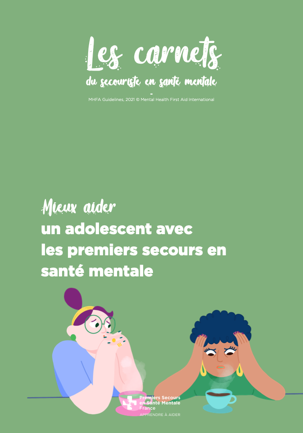 Les carnets
du secouriste en santé mentale
MHFA Guidelines, 2021 © Mental Health First Aid International
Mieux aider
un adolescent avec
les premiers secours en
santé mentale
Premiers Secours
en Santé Mentale
France